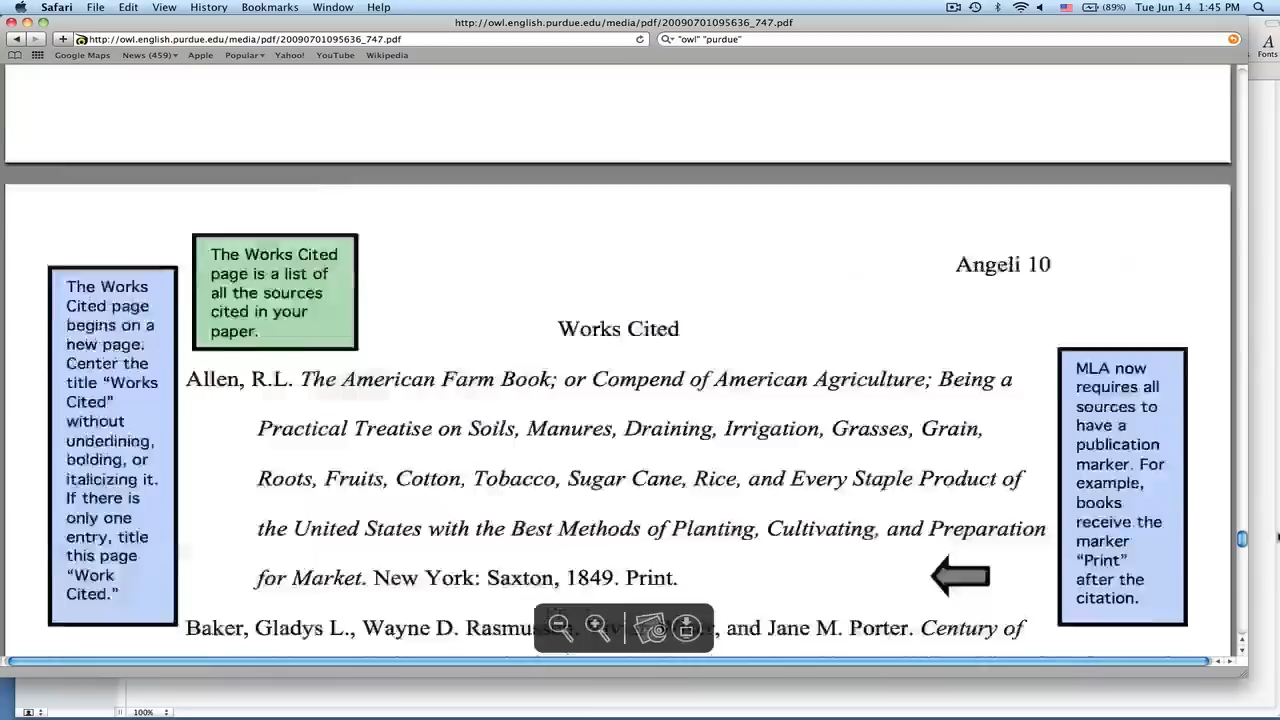 Safari File Edit View History Bookmarks Window Help (89%) Tue Jun 14 1:45 PM
http://owl.english.purdue.edu/media/pdf/20090701095636_747.pdf
http://owl.english.purdue.edu/media/pdf/20090701095636_747.pdf "owl" "purdue"
A
Fonts
Google Maps News (459) Apple Popular Yahoo! YouTube Wikipedia
The Works Cited
page is a list of
all the sources
cited in your
paper.
Angeli 10
The Works
Cited page
begins on a
new page.
Center the
title “Works
Cited”
without
underlining,
bolding, or
italicizing it.
If there is
only one
entry, title
this page
“Work
Cited.”
Works Cited
Allen, R.L. The American Farm Book; or Compend of American Agriculture; Being a
Practical Treatise on Soils, Manures, Draining, Irrigation, Grasses, Grain,
Roots, Fruits, Cotton, Tobacco, Sugar Cane, Rice, and Every Staple Product of
the United States with the Best Methods of Planting, Cultivating, and Preparation
for Market. New York: Saxton, 1849. Print.
Baker, Gladys L., Wayne D. and Jane M. Porter. Century of
MLA now
requires all
sources to
have a
publication
marker. For
example,
books
receive the
marker
“Print”
after the
citation.
100%